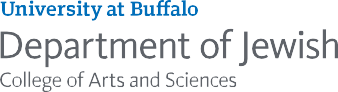 University at Buffalo
Department of Jewish
College of Arts and Sciences